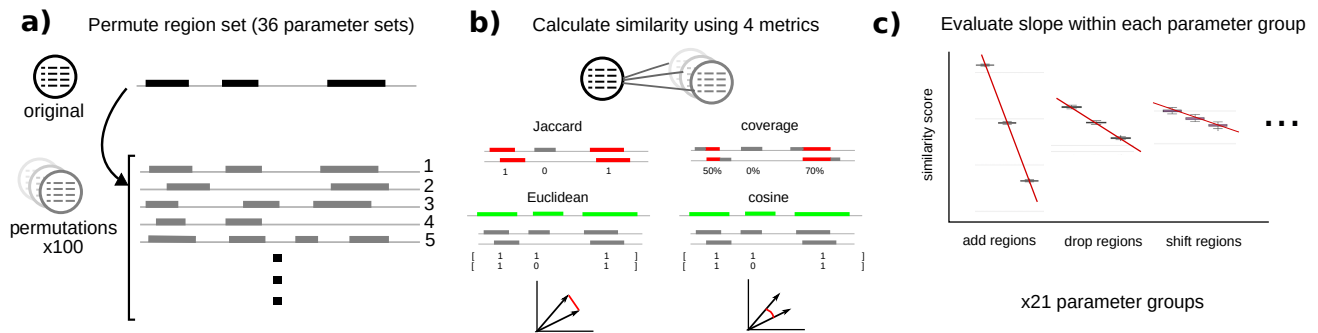 a) Permute region set (36 parameter sets)
original
permutations
x100
1
2
3
4
5
b) Calculate similarity using 4 metrics
Jaccard
1 0 1
coverage
50% 0% 70%
Euclidean
[ 1 1 1 ]
[ 1 0 1 ]
cosine
[ 1 1 1 ]
[ 1 0 1 ]
c) Evaluate slope within each parameter group
similarity score
...
add regions drop regions shift regions
x21 parameter groups